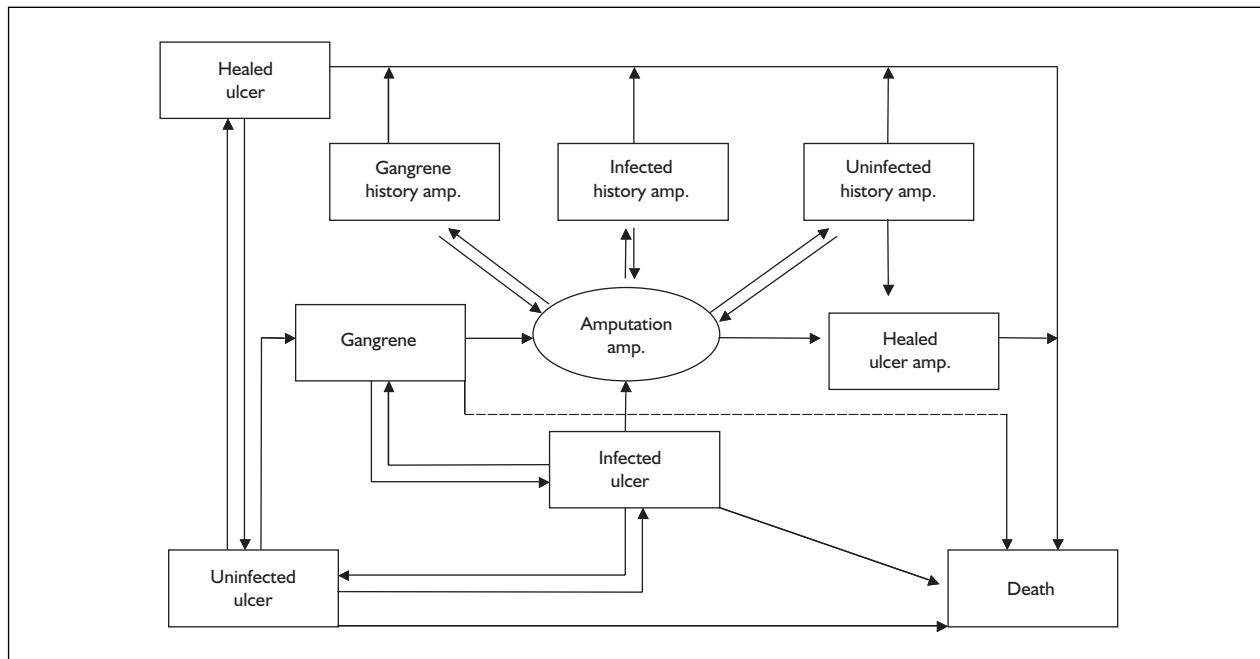 Healed
ulcer
Gangrene
history amp.
Infected
history amp.
Uninfected
history amp.
Gangrene
Amputation
amp.
Healed
ulcer amp.
Infected
ulcer
Uninfected
ulcer
Death